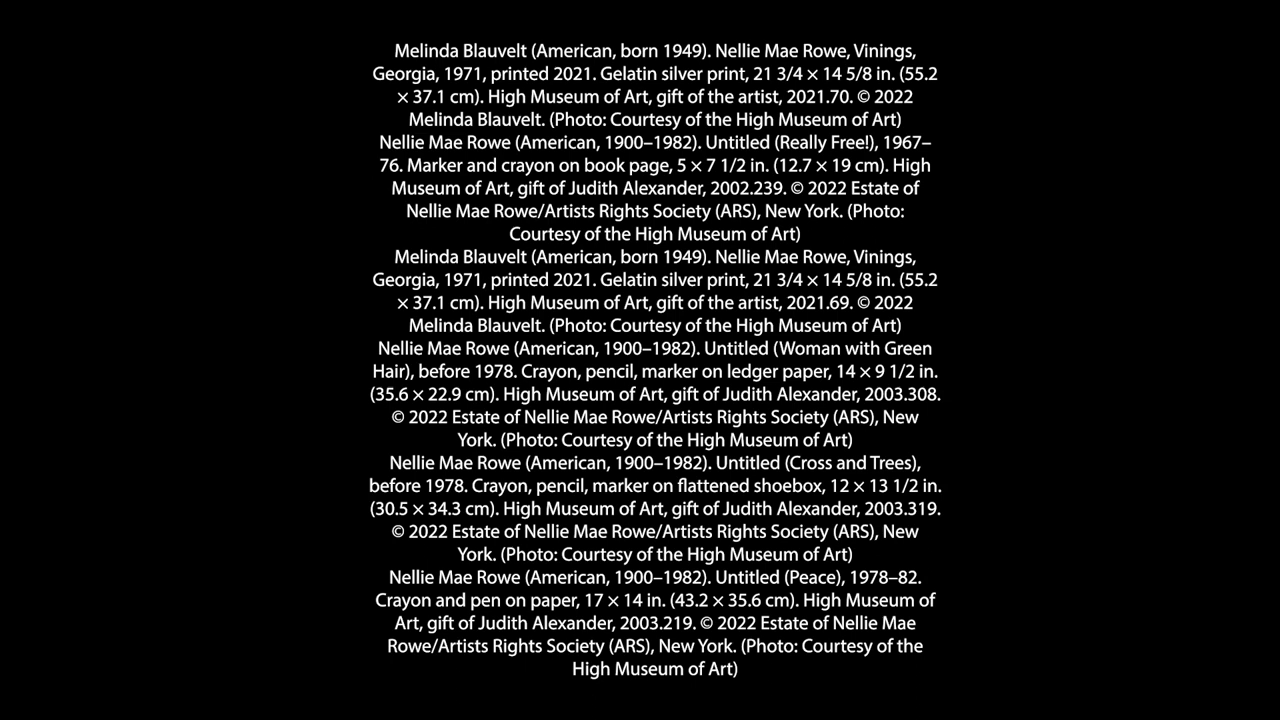 Melinda Blauvelt (American, born 1949). Nellie Mae Rowe, Vinings,
Georgia, 1971, printed 2021. Gelatin silver print, 21 3/4 × 14 5/8 in. (55.2
× 37.1 cm). High Museum of Art, gift of the artist, 2021.70. © 2022
Melinda Blauvelt. (Photo: Courtesy of the High Museum of Art)
Nellie Mae Rowe (American, 1900–1982). Untitled (Really Free!), 1967–
76. Marker and crayon on book page, 5 × 7 1/2 in. (12.7 × 19 cm). High
Museum of Art, gift of Judith Alexander, 2002.239. © 2022 Estate of
Nellie Mae Rowe/Artists Rights Society (ARS), New York. (Photo:
Courtesy of the High Museum of Art)
Melinda Blauvelt (American, born 1949). Nellie Mae Rowe, Vinings,
Georgia, 1971, printed 2021. Gelatin silver print, 21 3/4 × 14 5/8 in. (55.2
× 37.1 cm). High Museum of Art, gift of the artist, 2021.69. © 2022
Melinda Blauvelt. (Photo: Courtesy of the High Museum of Art)
Nellie Mae Rowe (American, 1900–1982). Untitled (Woman with Green
Hair), before 1978. Crayon, pencil, marker on ledger paper, 14 × 9 1/2 in.
(35.6 × 22.9 cm). High Museum of Art, gift of Judith Alexander, 2003.308.
© 2022 Estate of Nellie Mae Rowe/Artists Rights Society (ARS), New
York. (Photo: Courtesy of the High Museum of Art)
Nellie Mae Rowe (American, 1900–1982). Untitled (Cross and Trees),
before 1978. Crayon, pencil, marker on flattened shoebox, 12 × 13 1/2 in.
(30.5 × 34.3 cm). High Museum of Art, gift of Judith Alexander, 2003.319.
© 2022 Estate of Nellie Mae Rowe/Artists Rights Society (ARS), New
York. (Photo: Courtesy of the High Museum of Art)
Nellie Mae Rowe (American, 1900–1982). Untitled (Peace), 1978–82.
Crayon and pen on paper, 17 × 14 in. (43.2 × 35.6 cm). High Museum of
Art, gift of Judith Alexander, 2003.219. © 2022 Estate of Nellie Mae
Rowe/Artists Rights Society (ARS), New York. (Photo: Courtesy of the
High Museum of Art)